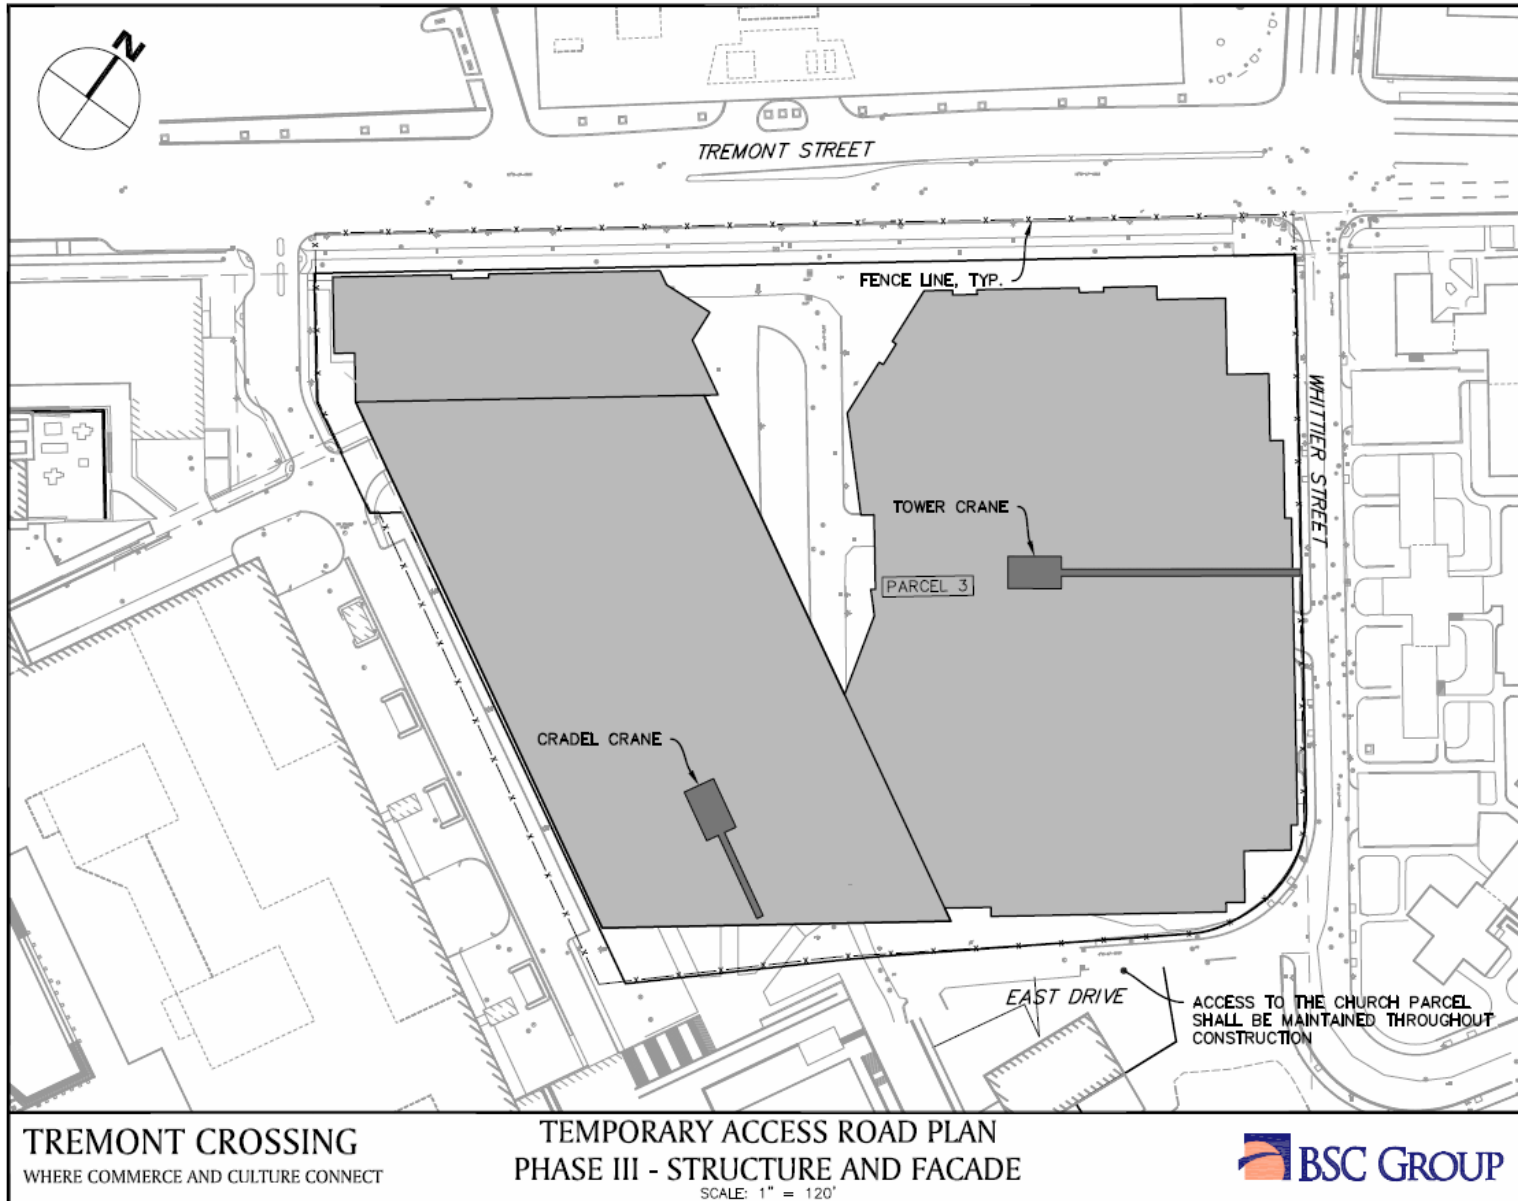 N
TREMONT STREET
FENCE LINE, TYP.
WHITTIER STREET
TOWER CRANE
PARCEL 3
CRADEL CRANE
EAST DRIVE
ACCESS TO THE CHURCH PARCEL
SHALL BE MAINTAINED THROUGHOUT
CONSTRUCTION
TREMONT CROSSING
WHERE COMMERCE AND CULTURE CONNECT
TEMPORARY ACCESS ROAD PLAN
PHASE III - STRUCTURE AND FACADE
SCALE: 1" = 120'
BSC GROUP